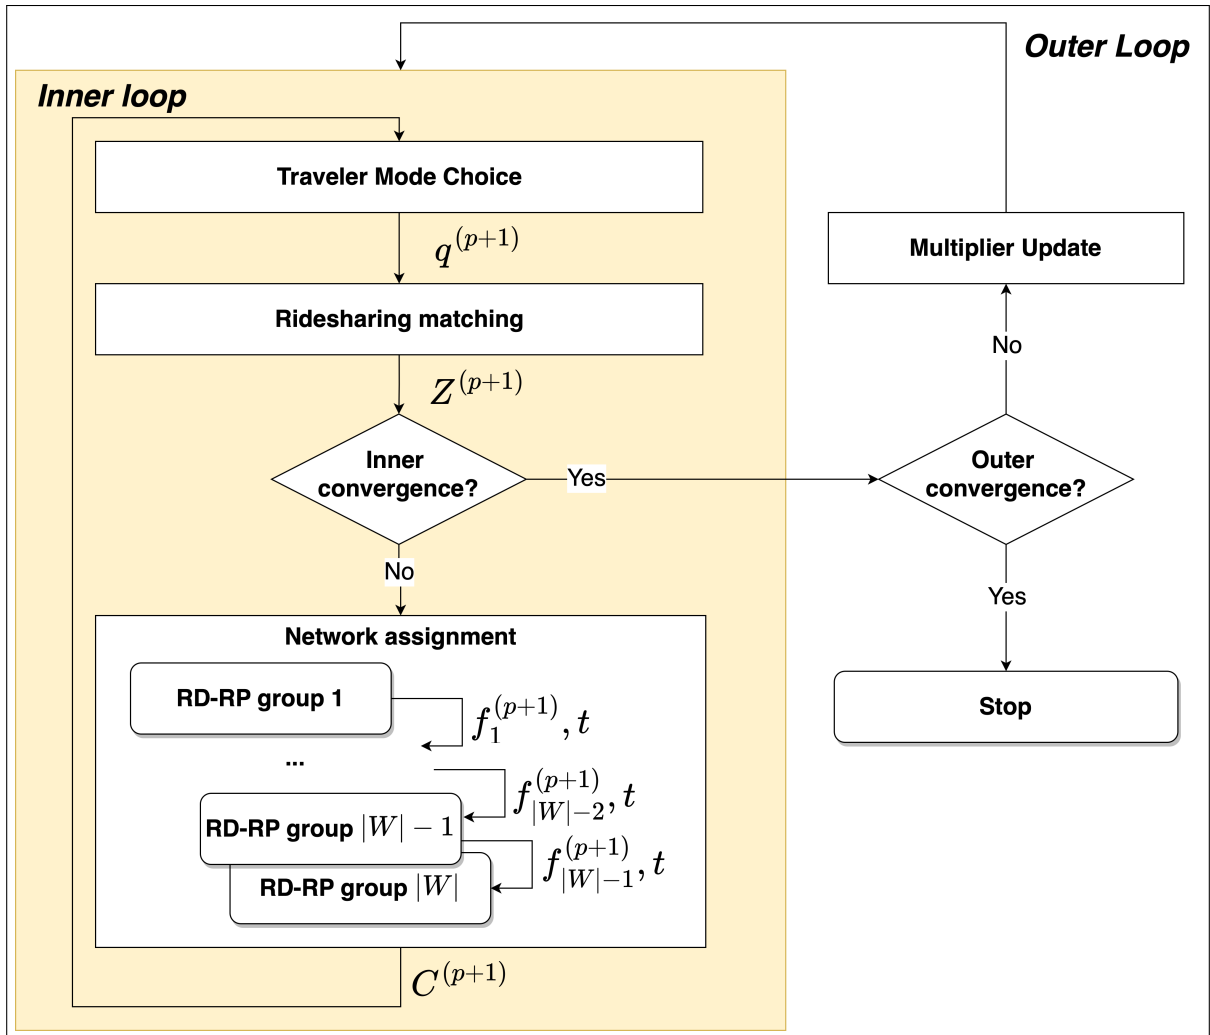 Outer Loop
Inner loop
Traveler Mode Choice
q^{(p+1)}
Ridesharing matching
Z^{(p+1)}
Inner
convergence?
Yes
No
Outer
convergence?
No
Multiplier Update
Yes
Stop
Network assignment
RD-RP group 1
f_1^{(p+1)}, t
...
f_{|W|-2}^{(p+1)}, t
RD-RP group |W| − 1
f_{|W|-1}^{(p+1)}, t
RD-RP group |W|
C^{(p+1)}